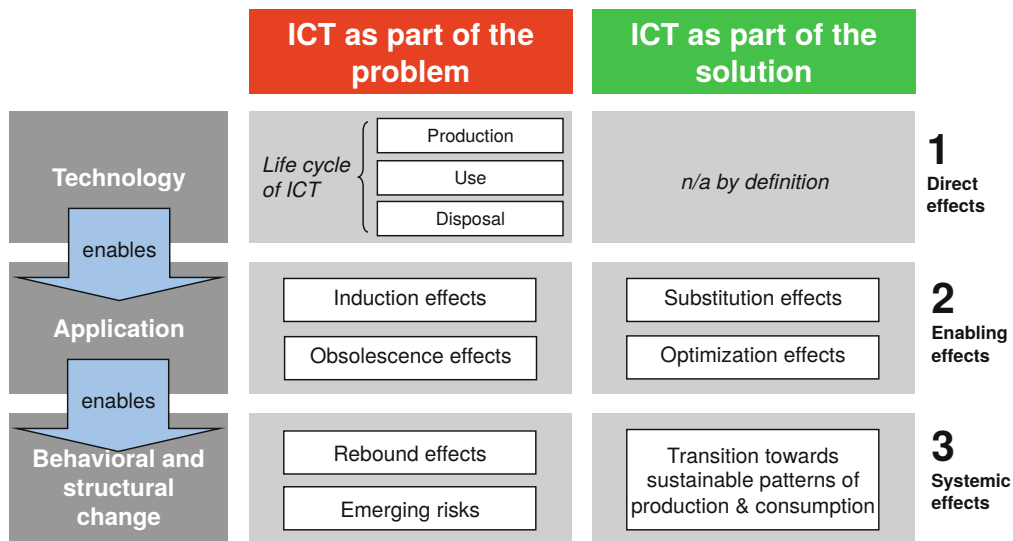 ICT as part of the
problem
ICT as part of the
solution
Technology
Life cycle
of ICT
Production
Use
Disposal
n/a by definition
1
Direct
effects
enables
Application
Induction effects
Obsolescence effects
Substitution effects
Optimization effects
2
Enabling
effects
enables
Behavioral and
structural
change
Rebound effects
Emerging risks
Transition towards
sustainable patterns of
production & consumption
3
Systemic
effects